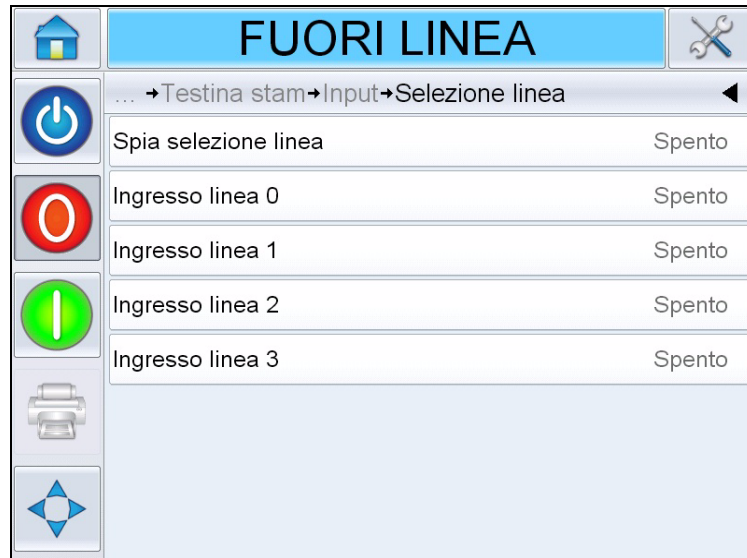 FUORI LINEA
... →Testina stam→Input→Selezione linea
Spia selezione linea Spento
Ingresso linea 0 Spento
Ingresso linea 1 Spento
Ingresso linea 2 Spento
Ingresso linea 3 Spento